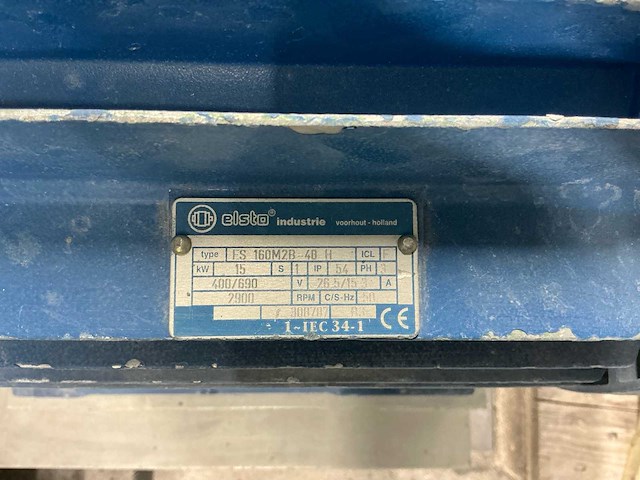 elsto® industrie voorhout - holland
type ES 160M2B-40 H ICL F
kW 15 S 1 IP 54 PH 3
400/690 V 26.5/15.3 A
2900 RPM C/S-Hz 50
1~IEC 34-1 CE